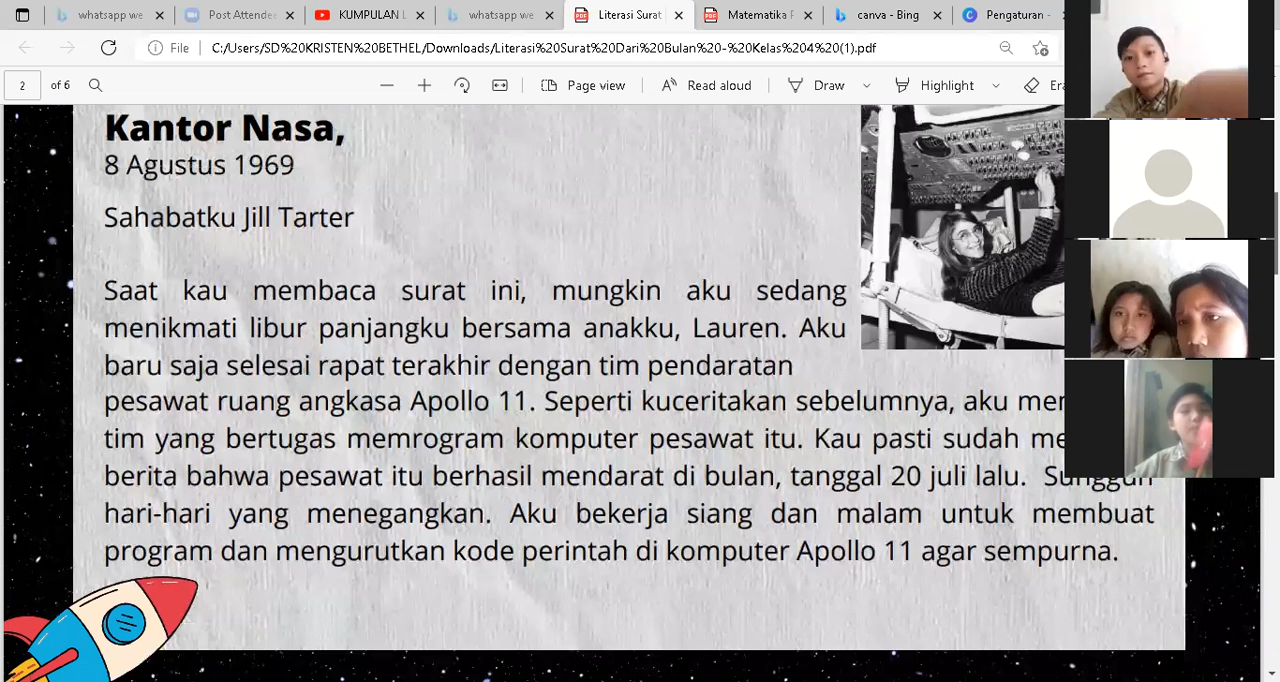 whatsapp we
Post Attende
KUMPULAN L
whatsapp we
Literasi Surat
Matematika
canva - Bing
Pengaturan -
File
C:/Users/SD%20KRISTEN%20BETHEL/Downloads/Literasi%20Surat%20Dari%20Bulan%20-%20Kelas%204%20(1).pdf
2 of 6
Page view
Read aloud
Draw
Highlight
Era
Kantor Nasa,
8 Agustus 1969
Sahabatku Jill Tarter
Saat kau membaca surat ini, mungkin aku sedang
menikmati libur panjangku bersama anakku, Lauren. Aku
baru saja selesai rapat terakhir dengan tim pendaratan
pesawat ruang angkasa Apollo 11. Seperti kuceritakan sebelumnya, aku
tim yang bertugas memrogram komputer pesawat itu. Kau pasti sudah
berita bahwa pesawat itu berhasil mendarat di bulan, tanggal 20 juli lalu. Sungguh
hari-hari yang menegangkan. Aku bekerja siang dan malam untuk membuat
program dan mengurutkan kode perintah di komputer Apollo 11 agar sempurna.